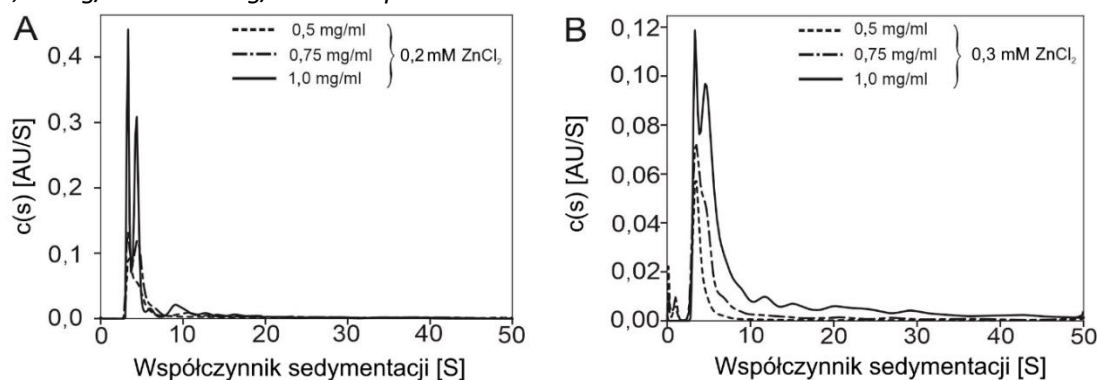 A
0,5 mg/ml
0,75 mg/ml
1,0 mg/ml
0,2 mM ZnCl₂
c(s) [AU/S]
0,4
0,3
0,2
0,1
0,0
0 10 20 30 40 50
Współczynnik sedymentacji [S]
B
0,5 mg/ml
0,75 mg/ml
1,0 mg/ml
0,3 mM ZnCl₂
c(s) [AU/S]
0,12
0,10
0,08
0,06
0,04
0,02
0,00
0 10 20 30 40 50
Współczynnik sedymentacji [S]